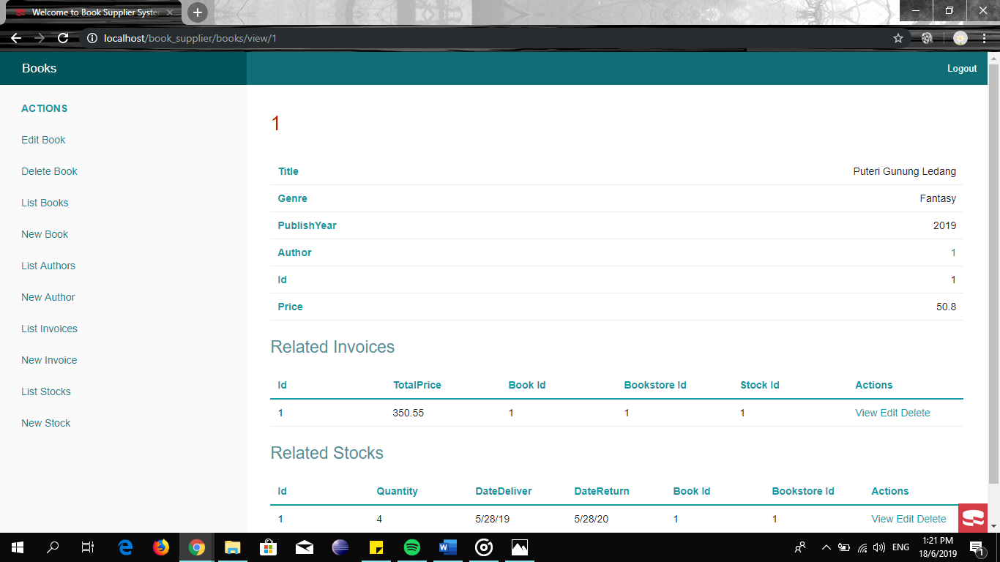 Welcome to Book Supplier Syste
localhost/book_supplier/books/view/1
Books
Logout
ACTIONS
Edit Book
Delete Book
List Books
New Book
List Authors
New Author
List Invoices
New Invoice
List Stocks
New Stock
1
Title Puteri Gunung Ledang
Genre Fantasy
PublishYear 2019
Author 1
Id 1
Price 50.8
Related Invoices
Id TotalPrice Book Id Bookstore Id Stock Id Actions
1 350.55 1 1 1 View Edit Delete
Related Stocks
Id Quantity DateDeliver DateReturn Book Id Bookstore Id Actions
1 4 5/28/19 5/28/20 1 1 View Edit Delete
ENG
1:21 PM
18/6/2019
1